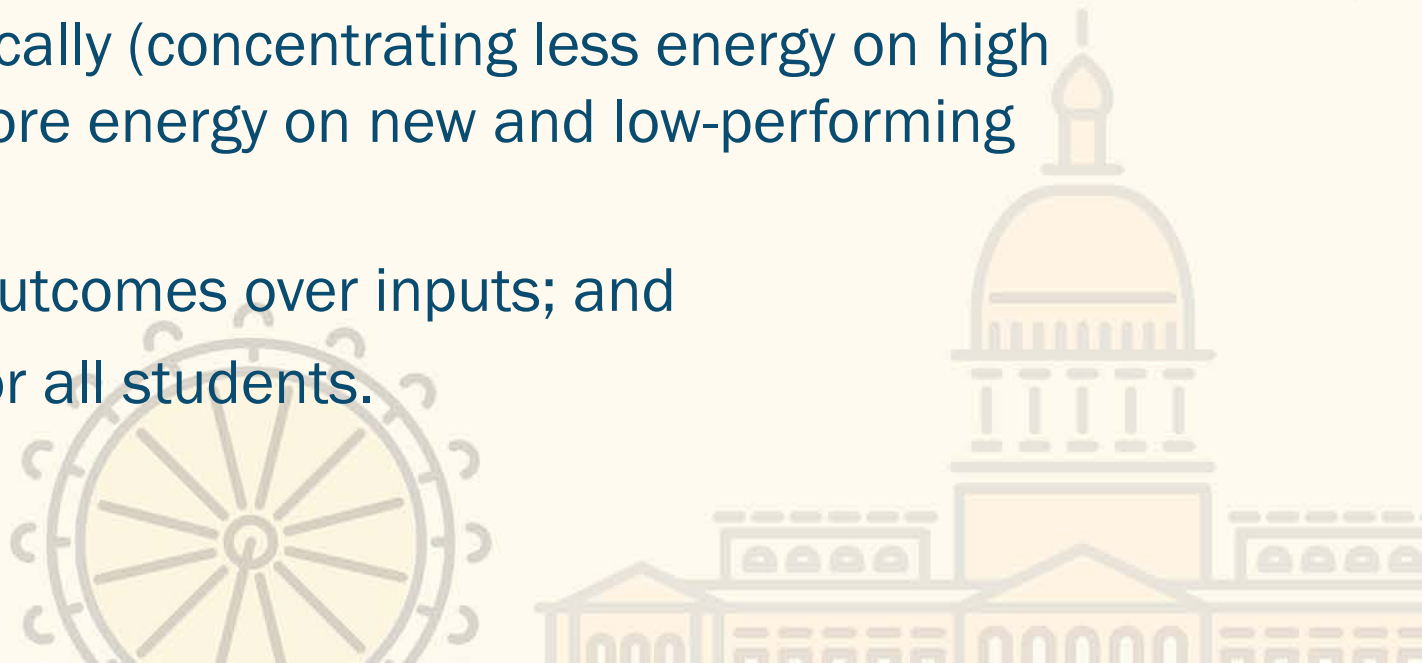 cally (concentrating less energy on high
ore energy on new and low-performing
utcomes over inputs; and
or all students.